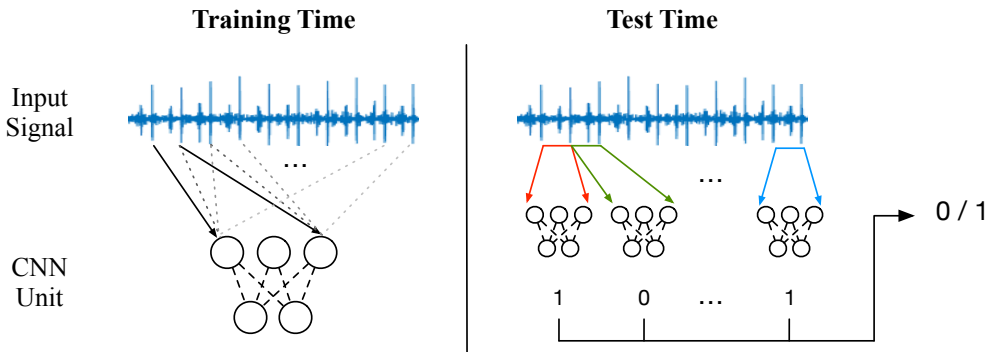 Training Time
Test Time
Input
Signal
...
...
0 / 1
CNN
Unit
1 0 ... 1